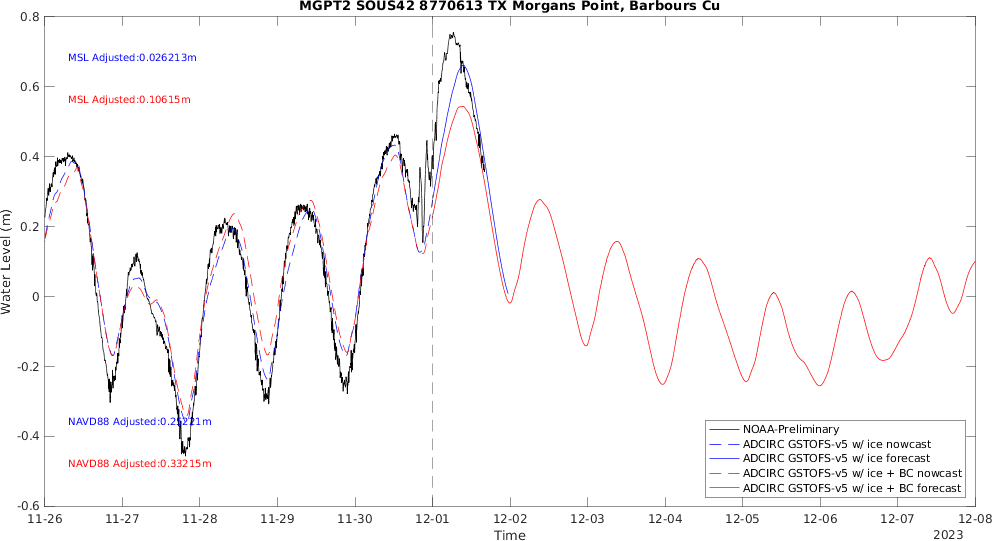 MGPT2 SOUS42 8770613 TX Morgans Point, Barbours Cu
0.8
0.6
0.4
0.2
0
-0.2
-0.4
-0.6
Water Level (m)
MSL Adjusted:0.026213m
MSL Adjusted:0.10615m
NAVD88 Adjusted:0.25221m
NAVD88 Adjusted:0.33215m
NOAA-Preliminary
ADCIRC GSTOFS-v5 w/ ice nowcast
ADCIRC GSTOFS-v5 w/ ice forecast
ADCIRC GSTOFS-v5 w/ ice + BC nowcast
ADCIRC GSTOFS-v5 w/ ice + BC forecast
11-26 11-27 11-28 11-29 11-30 12-01 12-02 12-03 12-04 12-05 12-06 12-07 12-08
Time
2023